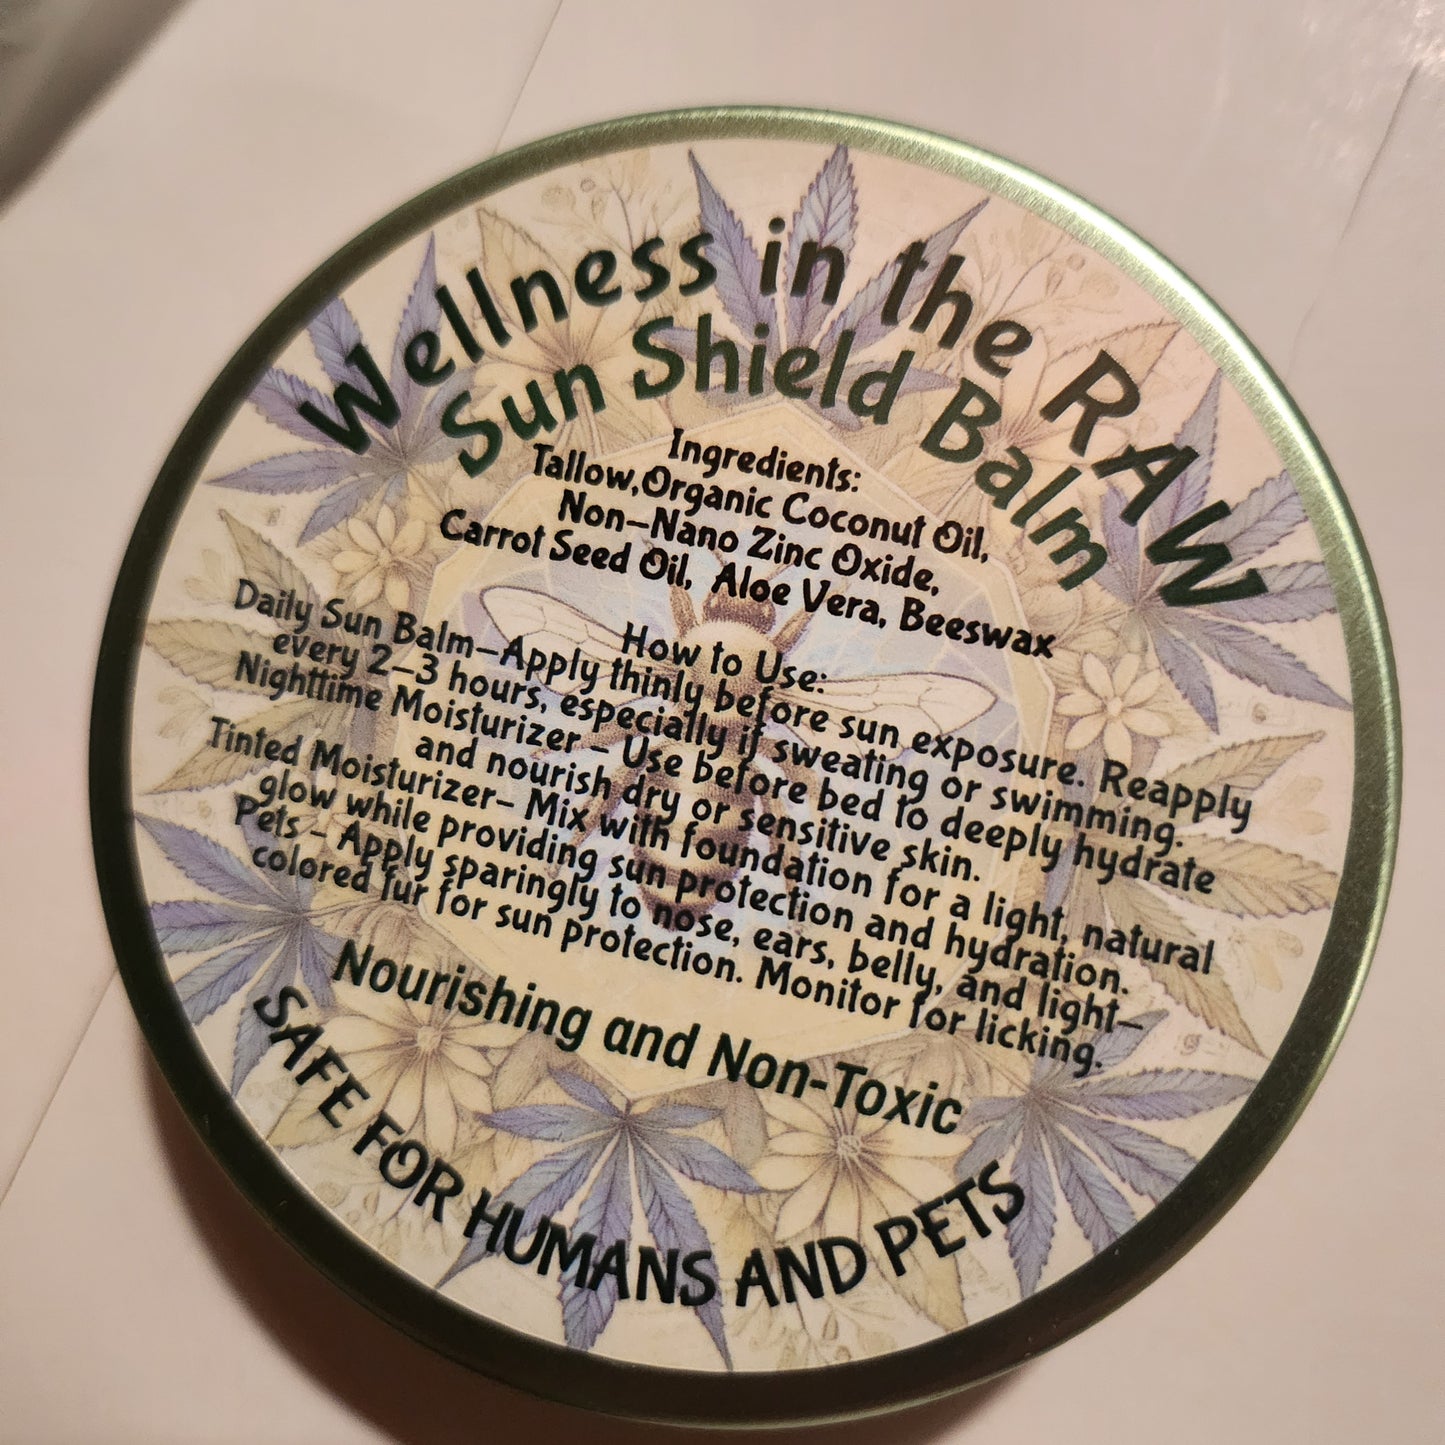 Wellness in the RAW
Sun Shield Balm
Ingredients:
Tallow,Organic Coconut Oil,
Non-Nano Zinc Oxide,
Carrot Seed Oil, Aloe Vera, Beeswax
How to Use:
Daily Sun Balm-Apply thinly before sun exposure. Reapply
every 2-3 hours, especially if sweating or swimming.
Nighttime Moisturizer - Use before bed to deeply hydrate
and nourish dry or sensitive skin.
Tinted Moisturizer- Mix with foundation for a light, natural
glow while providing sun protection and hydration.
Pets - Apply sparingly to nose, ears, belly, and light-
colored fur for sun protection. Monitor for licking.
Nourishing and Non-Toxic
SAFE FOR HUMANS AND PETS